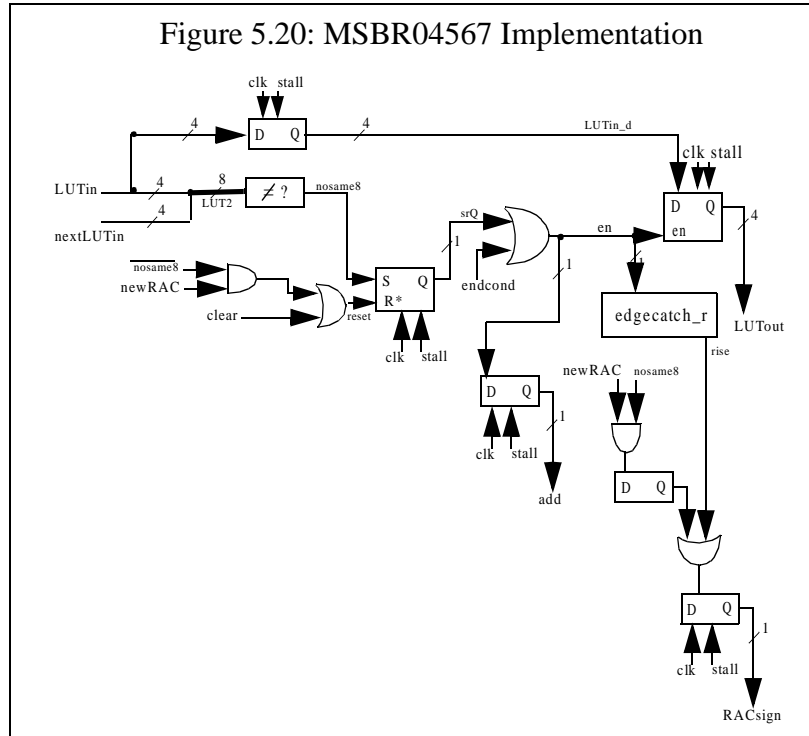 Figure 5.20: MSBR04567 Implementation
clk stall
4
D Q
4
LUTin_d
clk stall
LUTin
4
8
LUT2
≠ ?
nosame8
D Q
en
4
nextLUTin
4
srQ
1
en
1
endcond
nosame8
newRAC
S Q
R*
clear
reset
clk stall
1
edgecatch_r
LUTout
rise
newRAC nosame8
D Q
clk stall
1
add
D Q
D Q
1
clk stall
RACsign